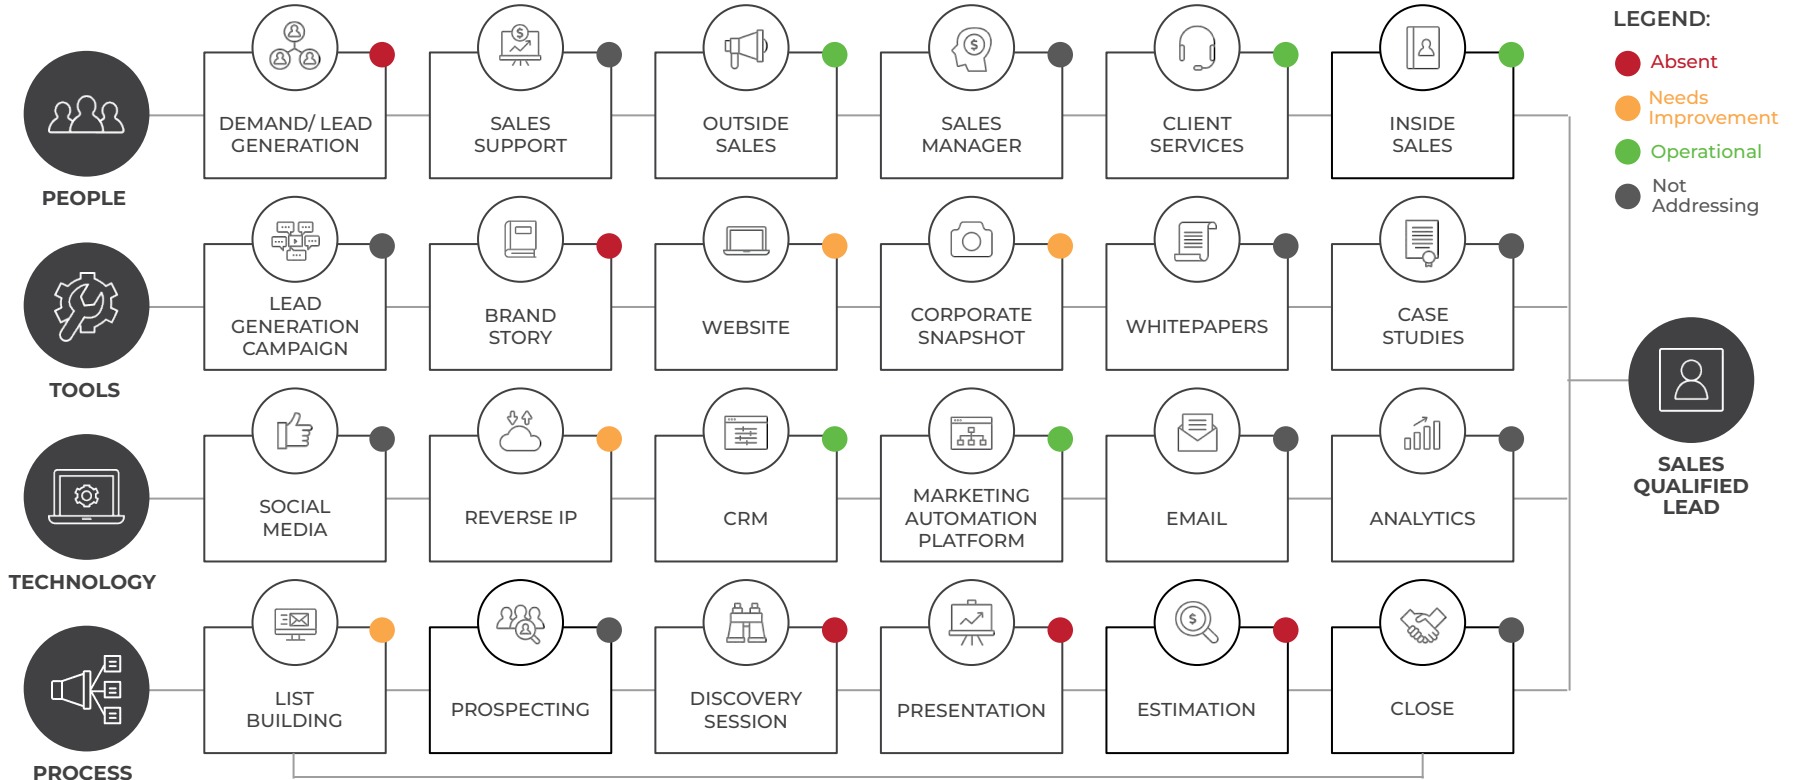 LEGEND:
Absent
Needs
Improvement
Operational
Not
Addressing
PEOPLE
DEMAND/ LEAD
GENERATION
SALES
SUPPORT
OUTSIDE
SALES
SALES
MANAGER
CLIENT
SERVICES
INSIDE
SALES
TOOLS
LEAD
GENERATION
CAMPAIGN
BRAND
STORY
WEBSITE
CORPORATE
SNAPSHOT
WHITEPAPERS
CASE
STUDIES
TECHNOLOGY
SOCIAL
MEDIA
REVERSE IP
CRM
MARKETING
AUTOMATION
PLATFORM
EMAIL
ANALYTICS
PROCESS
LIST
BUILDING
PROSPECTING
DISCOVERY
SESSION
PRESENTATION
ESTIMATION
CLOSE
SALES
QUALIFIED
LEAD